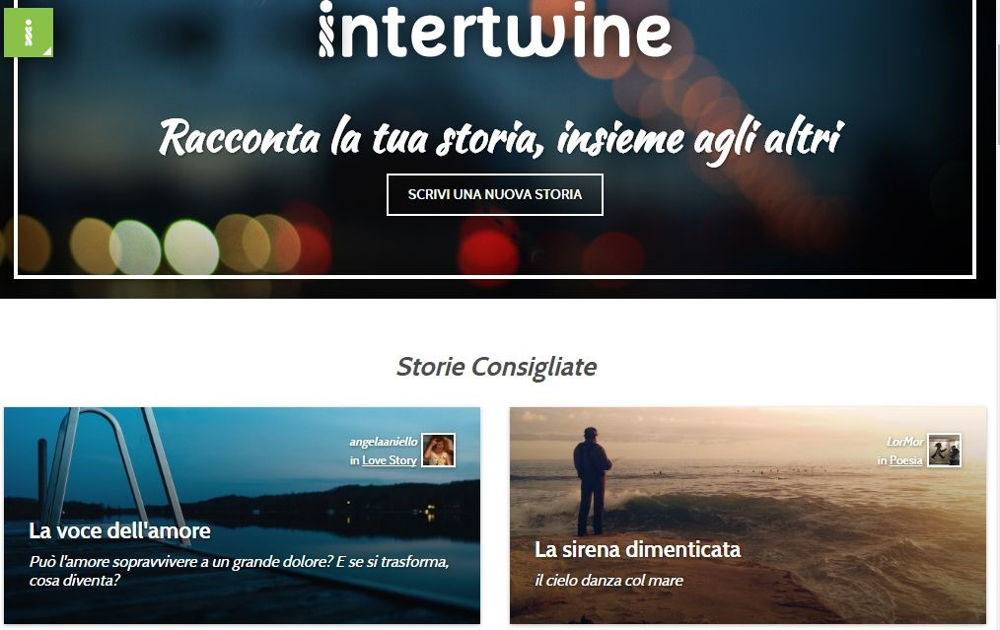 intertwine
Racconta la tua storia, insieme agli altri
SCRIVI UNA NUOVA STORIA
Storie Consigliate
angelaaniello
in Love Story
La voce dell'amore
Può l'amore sopravvivere a un grande dolore? E se si trasforma,
cosa diventa?
LorMor
in Poesia
La sirena dimenticata
il cielo danza col mare